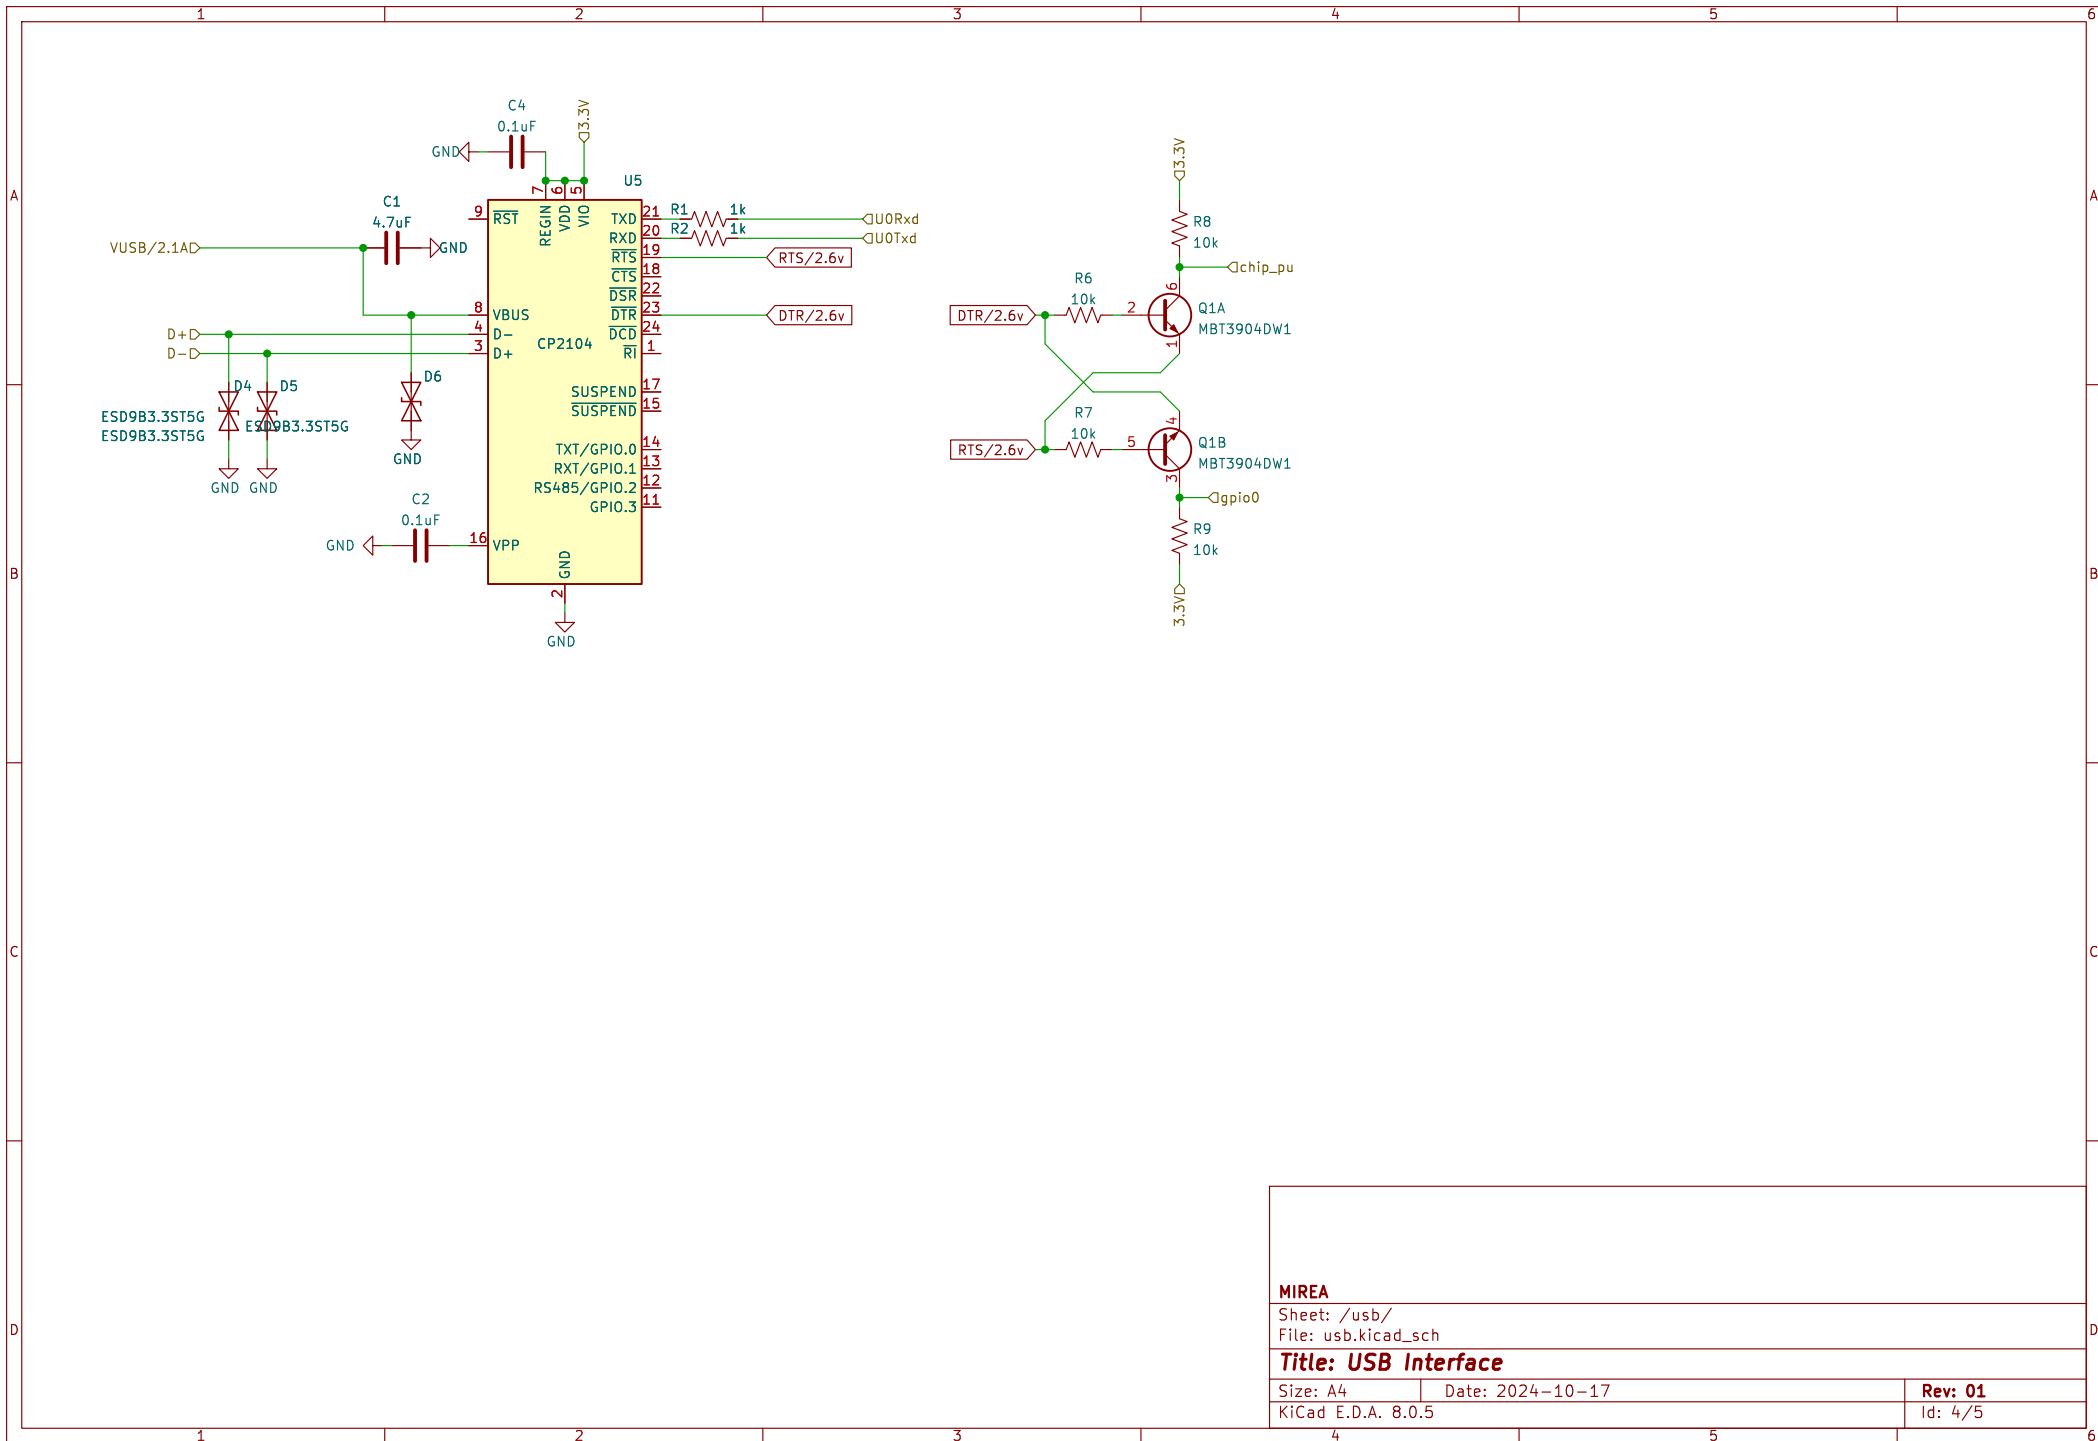 1 2 3 4 5 6
A
B
C
D
A
B
C
D
C4
0.1uF
GND
3.3V
U5
C1
4.7uF
VUSB/2.1A
GND
D+
D-
D4
ESD9B3.3ST5G
ESD9B3.3ST5G
D5
ESD9B3.3ST5G
GND
GND
D6
GND
C2
0.1uF
GND
7 6 5
REGIN VDD VIO
9 RST
8 VBUS
4 D-
3 D+
16 VPP
CP2104
TXD 21
RXD 20
RTS 19
CTS 18
DSR 22
DTR 23
DCD 24
RI 1
SUSPEND 17
SUSPEND 15
TXT/GPIO.0 14
RXT/GPIO.1 13
RS485/GPIO.2 12
GPIO.3 11
GND
2
GND
R1 1k
U0Rxd
R2 1k
U0Txd
RTS/2.6v
DTR/2.6v
3.3V
R8
10k
chip_pu
R6
10k
DTR/2.6v
2
6
1
Q1A
MBT3904DW1
R7
10k
RTS/2.6v
5
4
3
Q1B
MBT3904DW1
gpio0
R9
10k
3.3V
MIREA
Sheet: /usb/
File: usb.kicad_sch
Title: USB Interface
Size: A4 Date: 2024-10-17 Rev: 01
KiCad E.D.A. 8.0.5 Id: 4/5
1 2 3 4 5 6